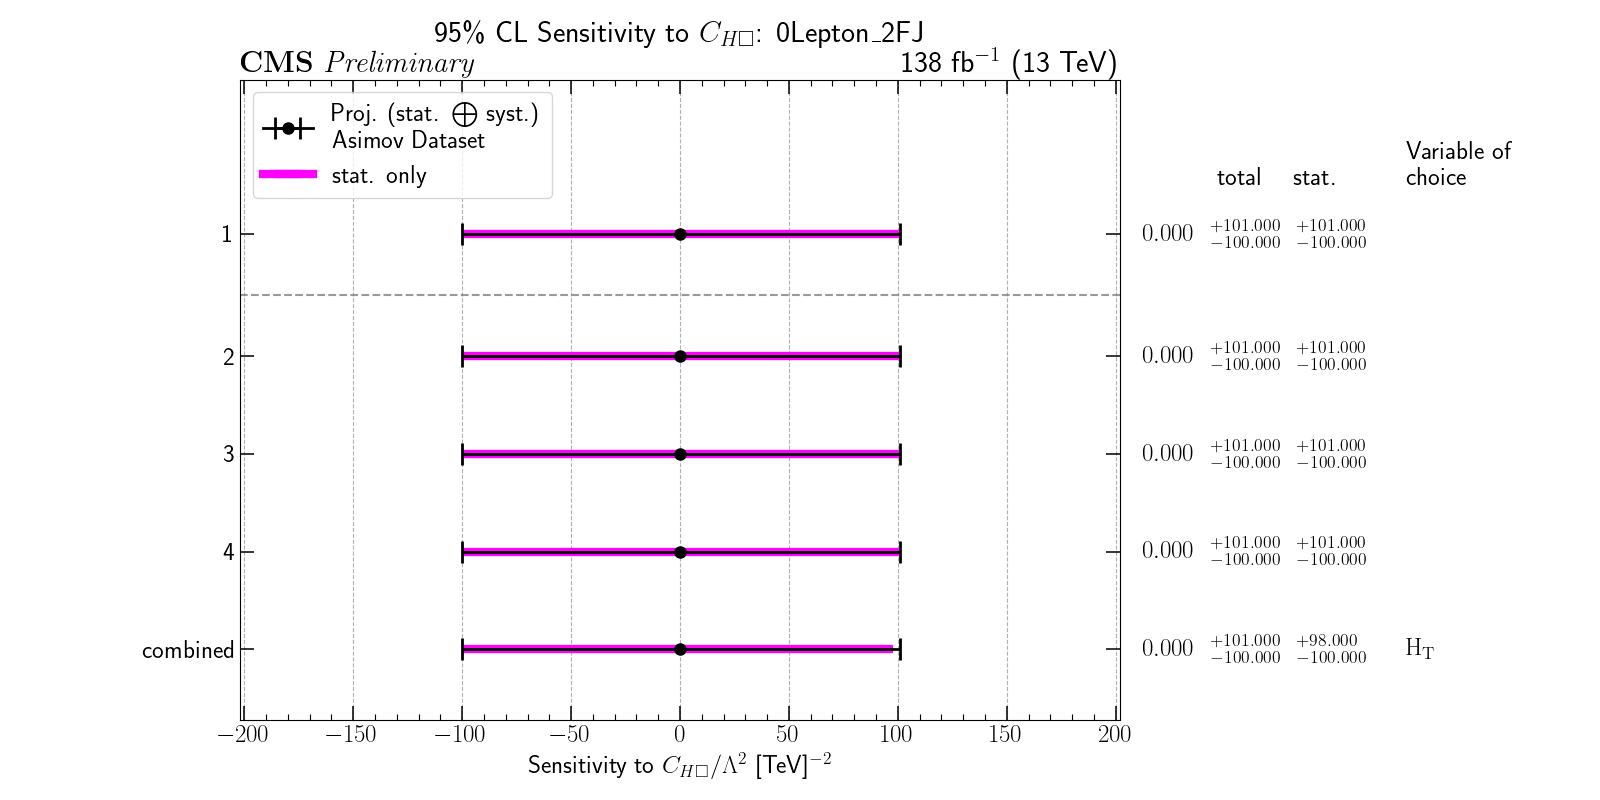 95% CL Sensitivity to C_{H□}: 0Lepton_2FJ
CMS Preliminary 138 fb⁻¹ (13 TeV)
Proj. (stat. ⨁ syst.)
Asimov Dataset
stat. only
Variable of
total stat. choice
1 0.000 +101.000 −100.000 +101.000 −100.000
2 0.000 +101.000 −100.000 +101.000 −100.000
3 0.000 +101.000 −100.000 +101.000 −100.000
4 0.000 +101.000 −100.000 +101.000 −100.000
combined 0.000 +101.000 −100.000 +98.000 −100.000 H_T
−200 −150 −100 −50 0 50 100 150 200
Sensitivity to C_{H□}/Λ² [TeV]⁻²